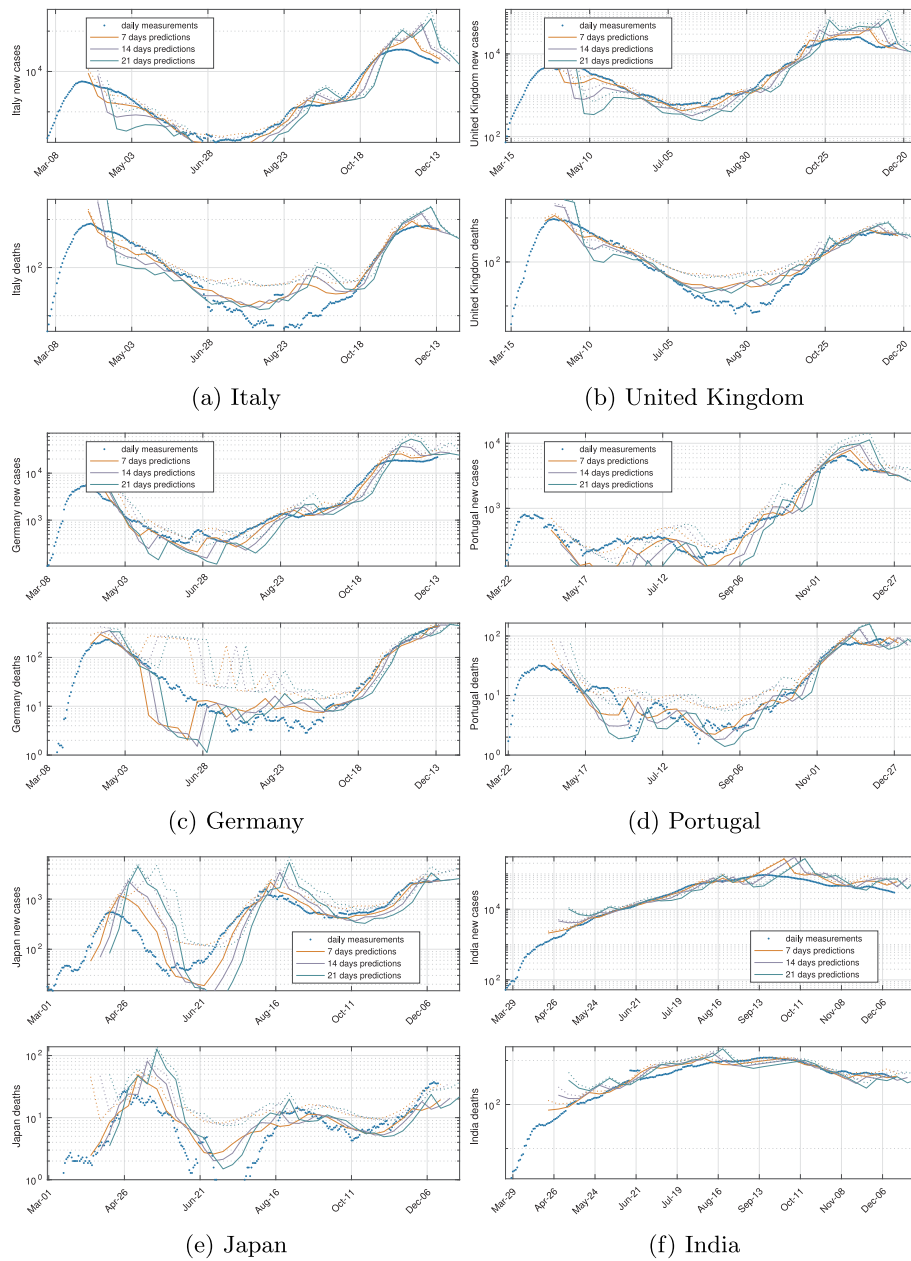 Italy new cases
10^4
daily measurements
7 days predictions
14 days predictions
21 days predictions
Mar-08
May-03
Jun-28
Aug-23
Oct-18
Dec-13
Italy deaths
10^2
Mar-08
May-03
Jun-28
Aug-23
Oct-18
Dec-13
(a) Italy
United Kingdom new cases
10^4
10^2
daily measurements
7 days predictions
14 days predictions
21 days predictions
Mar-15
May-10
Jul-05
Aug-30
Oct-25
Dec-20
United Kingdom deaths
10^2
Mar-15
May-10
Jul-05
Aug-30
Oct-25
Dec-20
(b) United Kingdom
Germany new cases
10^4
10^3
daily measurements
7 days predictions
14 days predictions
21 days predictions
Mar-08
May-03
Jun-28
Aug-23
Oct-18
Dec-13
Germany deaths
10^2
10^1
10^0
Mar-08
May-03
Jun-28
Aug-23
Oct-18
Dec-13
(c) Germany
Portugal new cases
10^4
10^3
daily measurements
7 days predictions
14 days predictions
21 days predictions
Mar-22
May-17
Jul-12
Sep-06
Nov-01
Dec-27
Portugal deaths
10^2
10^1
10^0
Mar-22
May-17
Jul-12
Sep-06
Nov-01
Dec-27
(d) Portugal
Japan new cases
10^3
10^2
daily measurements
7 days predictions
14 days predictions
21 days predictions
Mar-01
Apr-26
Jun-21
Aug-16
Oct-11
Dec-06
Japan deaths
10^2
10^1
10^0
Mar-01
Apr-26
Jun-21
Aug-16
Oct-11
Dec-06
(e) Japan
India new cases
10^4
10^2
daily measurements
7 days predictions
14 days predictions
21 days predictions
Mar-29
Apr-26
May-24
Jun-21
Jul-19
Aug-16
Sep-13
Oct-11
Nov-08
Dec-06
India deaths
10^2
Mar-29
Apr-26
May-24
Jun-21
Jul-19
Aug-16
Sep-13
Oct-11
Nov-08
Dec-06
(f) India